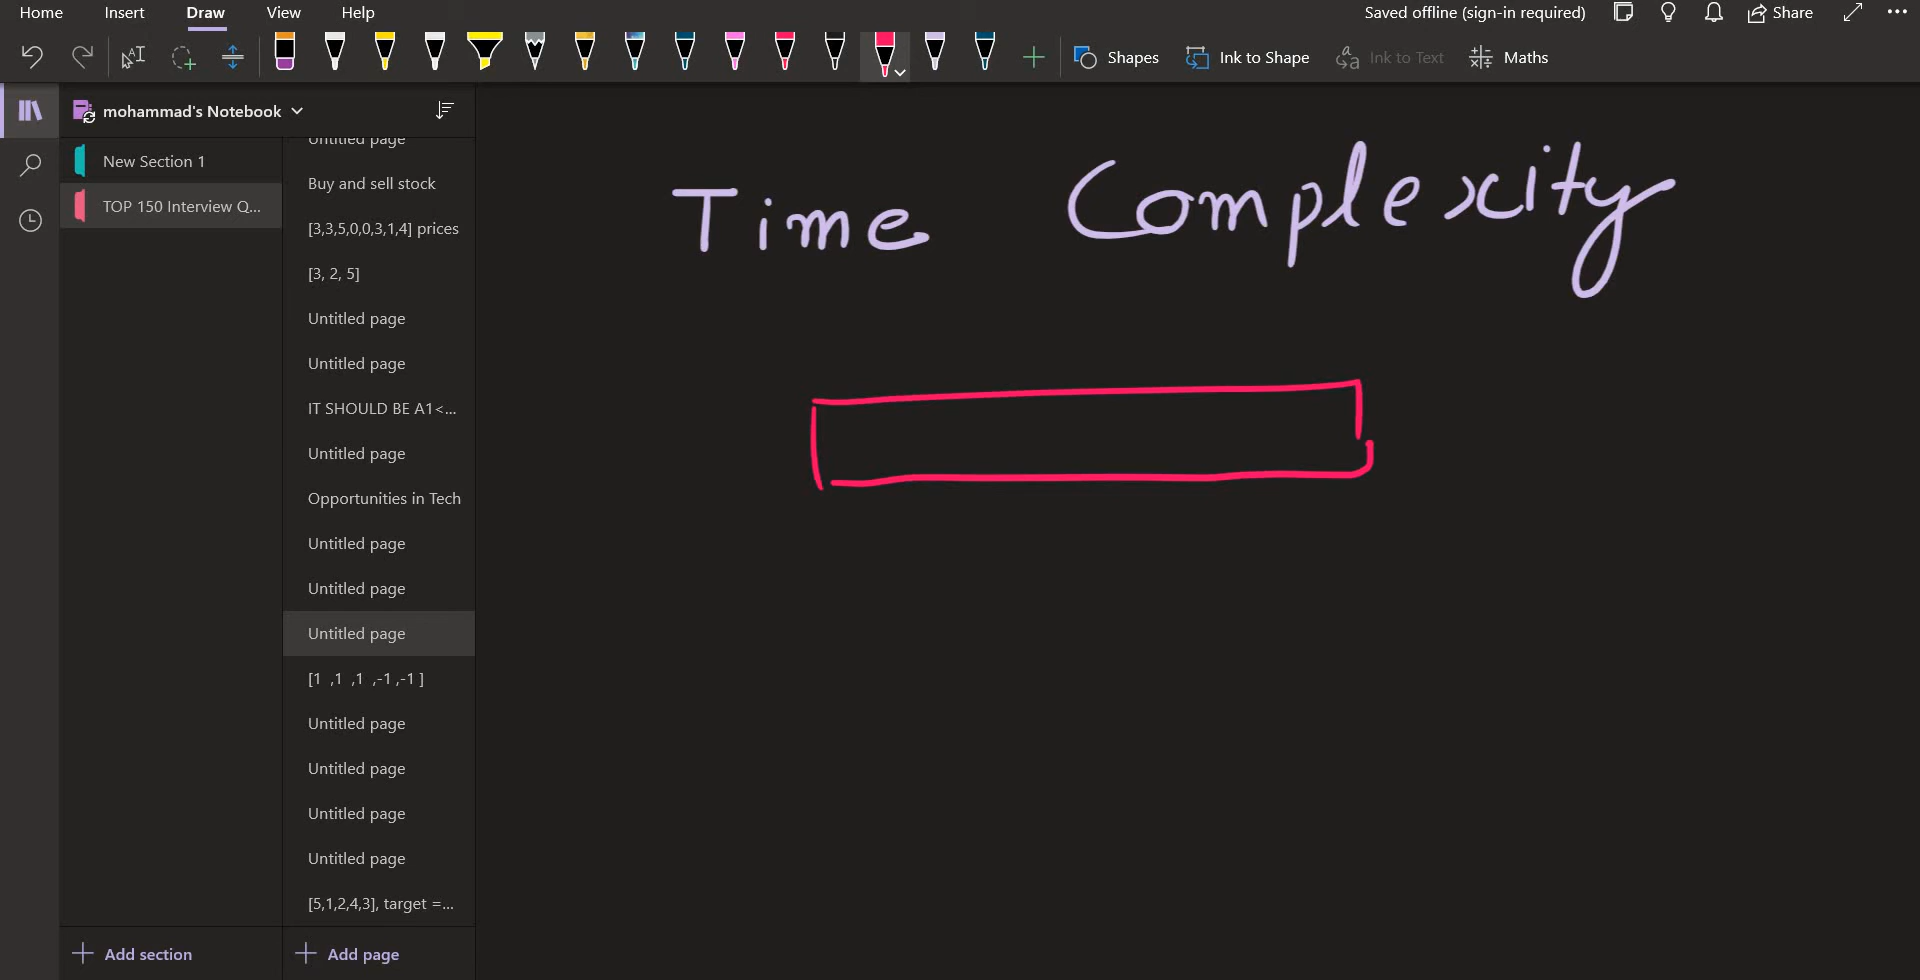 Home Insert Draw View Help
Saved offline (sign-in required) Share
Shapes Ink to Shape Ink to Text Maths
mohammad's Notebook
New Section 1
TOP 150 Interview Q...
Untitled page
Buy and sell stock
[3,3,5,0,0,3,1,4] prices
[3, 2, 5]
Untitled page
Untitled page
IT SHOULD BE A1<...
Untitled page
Opportunities in Tech
Untitled page
Untitled page
Untitled page
[1 ,1 ,1 ,-1 ,-1 ]
Untitled page
Untitled page
Untitled page
Untitled page
[5,1,2,4,3], target =...
Add section
Add page
Time Complexity